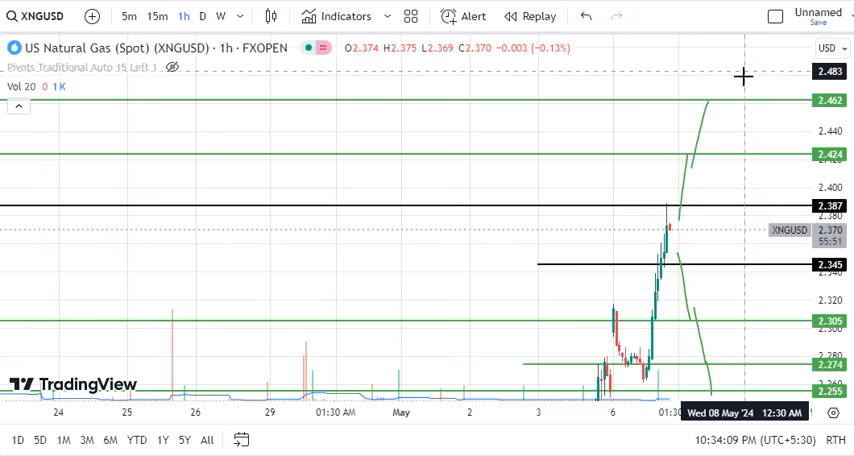 XNGUSD 5m 15m 1h D W Indicators Alert Replay Unnamed
Save
US Natural Gas (Spot) (XNGUSD) · 1h · FXOPEN O2.374 H2.375 L2.369 C2.370 -0.003 (-0.13%) USD
Pivots Traditional Auto 15 Left 1
2.483
Vol 20 0 1K
2.462
2.440
2.424
2.400
2.387
2.380
XNGUSD 2.370
55:51
2.345
2.320
2.305
2.300
2.280
2.274
2.260
2.255
TradingView
24 25 26 29 01:30 AM May 2 3 6 01:30 Wed 08 May '24 12:30 AM
1D 5D 1M 3M 6M YTD 1Y 5Y All 10:34:09 PM (UTC+5:30) RTH